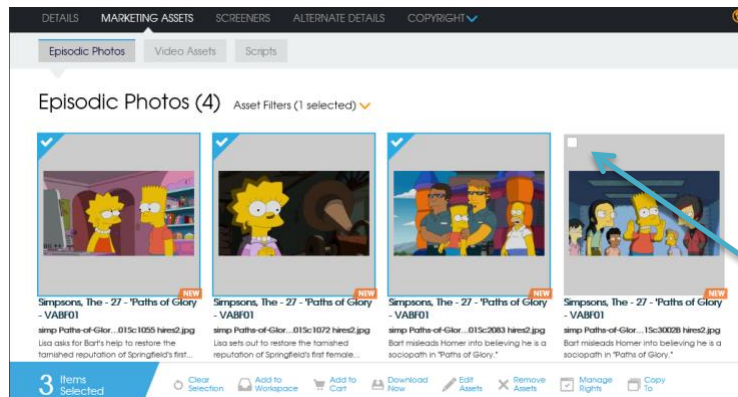 DETAILS MARKETING ASSETS SCREENERS ALTERNATE DETAILS COPYRIGHT
Episodic Photos Video Assets Scripts
Episodic Photos (4) Asset Filters (1 selected)
NEW NEW NEW NEW
Simpsons, The - 27 - 'Paths of Glory - VABF01
simp Paths-of-Glor...015c1055 hires2.jpg
Lisa asks for Bart's help to restore the
tarnished reputation of Springfield's first...
Simpsons, The - 27 - 'Paths of Glory
- VABF01
simp Paths-of-Glor...015c1072 hires2.jpg
Lisa sets out to restore the tarnished
reputation of Springfield's first female...
Simpsons, The - 27 - 'Paths of Glory
- VABF01
simp Paths-of-Glor...015c2083 hires2.jpg
Bart misleads Homer into believing he is a
sociopath in "Paths of Glory."
Simpsons, The - 27 - 'Paths of Glory
- VABF01
simp Paths-of-Glor...15c3002B hires2.jpg
Bart misleads Homer into believing he is a
sociopath in "Paths of Glory."
3 Items Selected
Clear Selection
Add to Workspace
Add to Cart
Download Now
Edit Assets
Remove Assets
Manage Rights
Copy To